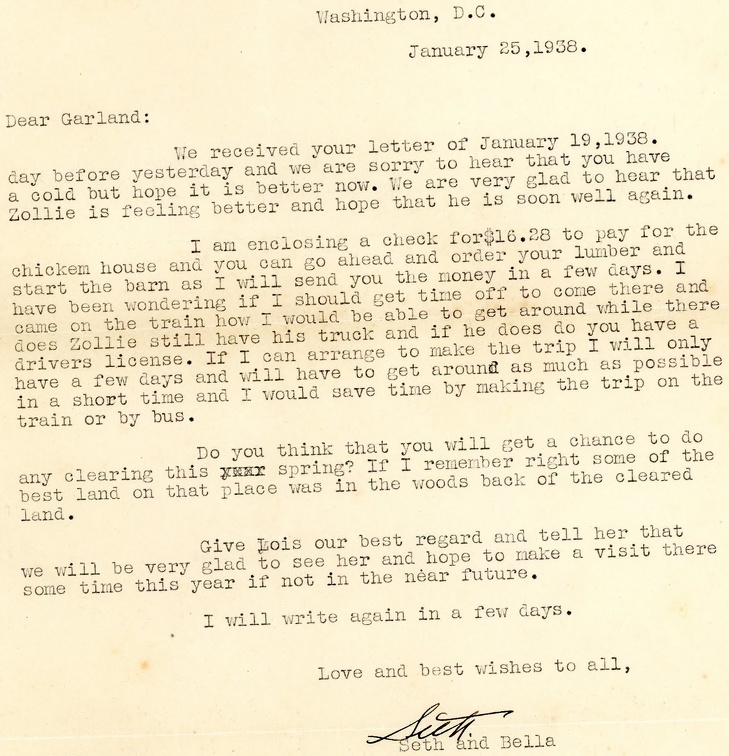 Washington, D.C.
January 25,1938.
Dear Garland:
We received your letter of January 19,1938.
day before yesterday and we are sorry to hear that you have
a cold but hope it is better now. We are very glad to hear that
Zollie is feeling better and hope that he is soon well again.
I am enclosing a check for$16.28 to pay for the
chickem house and you can go ahead and order your lumber and
start the barn as I will send you the money in a few days. I
have been wondering if I should get time off to come there and
came on the train how I would be able to get around while there
does Zollie still have his truck and if he does do you have a
drivers license. If I can arrange to make the trip I will only
have a few days and will have to get around as much as possible
in a short time and I would save time by making the trip on the
train or by bus.
Do you think that you will get a chance to do
any clearing this spring? If I remember right some of the
best land on that place was in the woods back of the cleared
land.
Give Lois our best regard and tell her that
we will be very glad to see her and hope to make a visit there
some time this year if not in the near future.
I will write again in a few days.
Love and best wishes to all,
Seth
Seth and Bella